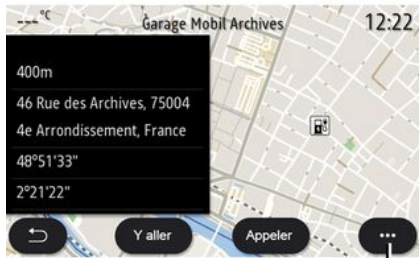 ---°C
Garage Mobil Archives
12:22
400m
46 Rue des Archives, 75004
4e Arrondissement, France
48°51'33"
2°21'22"
Y aller
Appeler